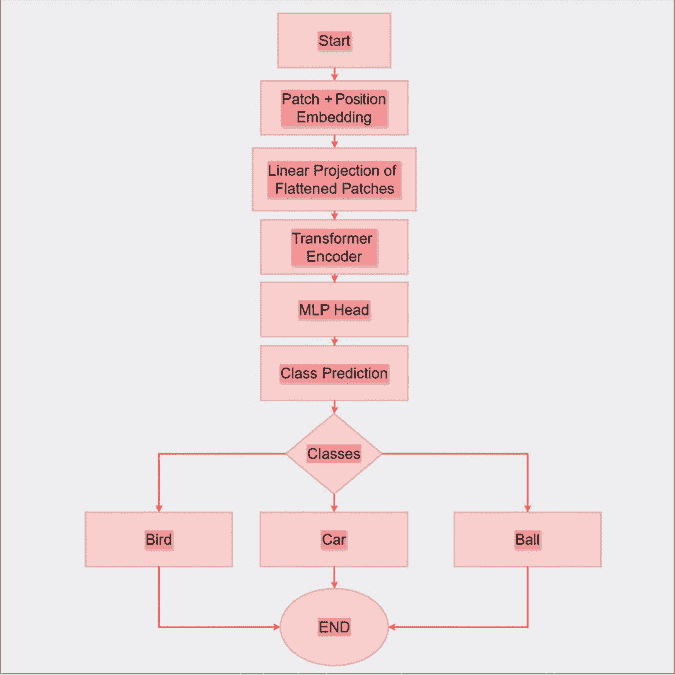 Start
Patch + Position
Embedding
Linear Projection of
Flattened Patches
Transformer
Encoder
MLP Head
Class Prediction
Classes
Bird
Car
Ball
END